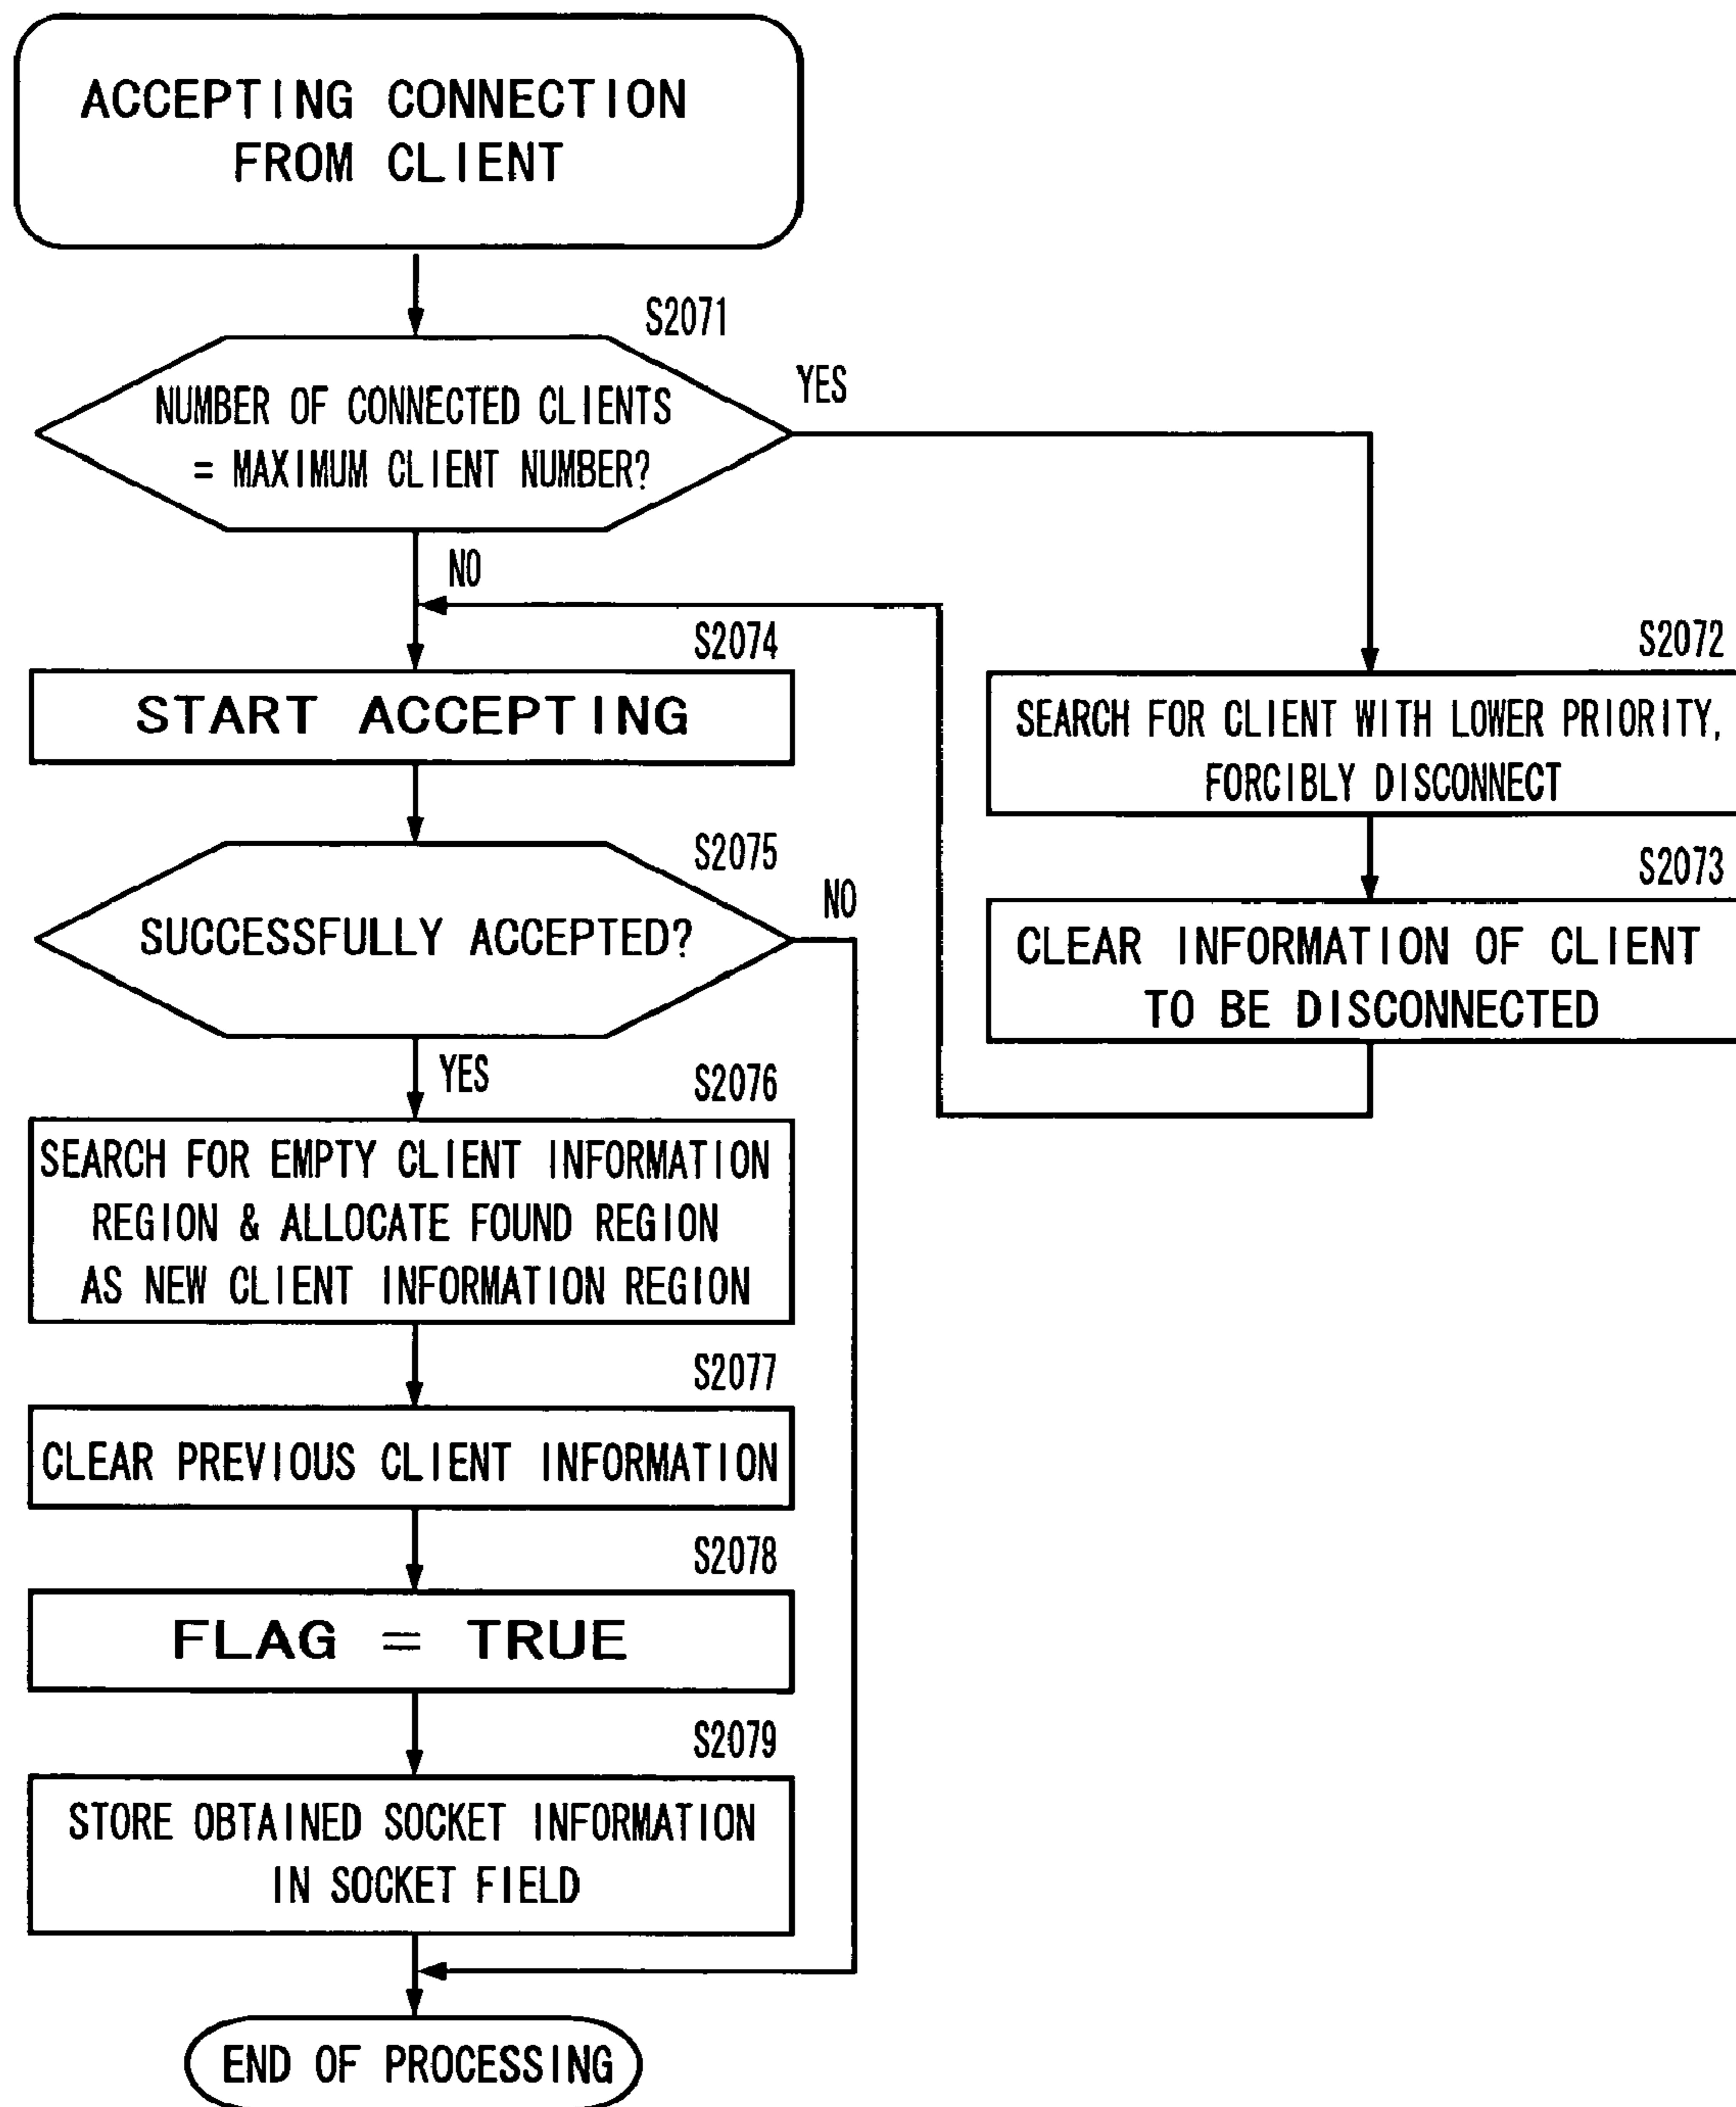 ACCEPTING CONNECTION
FROM CLIENT
S2071
NUMBER OF CONNECTED CLIENTS
= MAXIMUM CLIENT NUMBER?
YES
NO
S2072
SEARCH FOR CLIENT WITH LOWER PRIORITY,
FORCIBLY DISCONNECT
S2073
CLEAR INFORMATION OF CLIENT
TO BE DISCONNECTED
S2074
START ACCEPTING
S2075
SUCCESSFULLY ACCEPTED?
NO
YES
S2076
SEARCH FOR EMPTY CLIENT INFORMATION
REGION & ALLOCATE FOUND REGION
AS NEW CLIENT INFORMATION REGION
S2077
CLEAR PREVIOUS CLIENT INFORMATION
S2078
FLAG = TRUE
S2079
STORE OBTAINED SOCKET INFORMATION
IN SOCKET FIELD
END OF PROCESSING